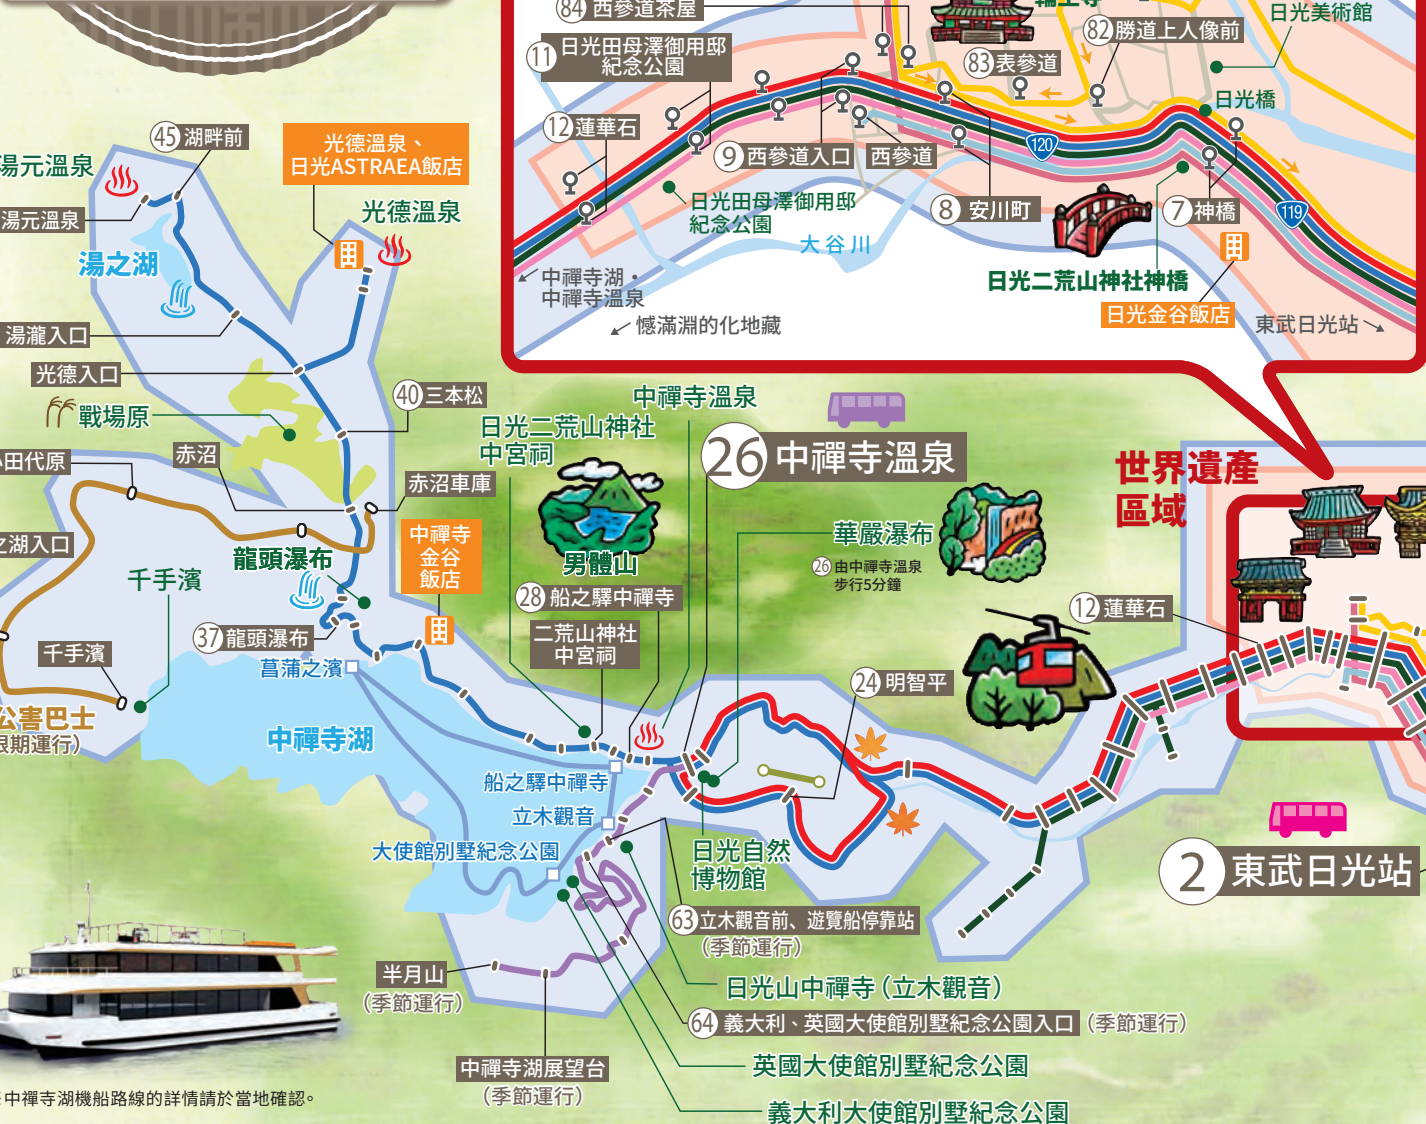 84 西參道茶屋
輪王寺
日光美術館
82 勝道上人像前
11 日光田母澤御用邸
紀念公園
83 表參道
日光橋
12 蓮華石
9 西參道入口
西參道
120
日光田母澤御用邸
紀念公園
8 安川町
7 神橋
119
大谷川
日光二荒山神社神橋
日光金谷飯店
東武日光站
中禪寺湖・
中禪寺溫泉
憾滿淵的化地藏
45 湖畔前
光德溫泉、
日光ASTRAEA飯店
湯元溫泉
光德溫泉
湯元溫泉
湯之湖
湯瀧入口
光德入口
戰場原
40 三本松
赤沼
小田代原
赤沼車庫
之湖入口
龍頭瀑布
中禪寺
金谷
飯店
千手濱
37 龍頭瀑布
千手濱
菖蒲之濱
公害巴士
限期運行）
中禪寺湖
中禪寺溫泉
日光二荒山神社
中宮祠
26 中禪寺溫泉
男體山
華嚴瀑布
26 由中禪寺溫泉
步行5分鐘
28 船之驛中禪寺
二荒山神社
中宮祠
世界遺產
區域
12 蓮華石
24 明智平
船之驛中禪寺
立木觀音
大使館別墅紀念公園
日光自然
博物館
2 東武日光站
63 立木觀音前、遊覽船停靠站
（季節運行）
半月山
（季節運行）
日光山中禪寺（立木觀音）
64 義大利、英國大使館別墅紀念公園入口（季節運行）
中禪寺湖展望台
（季節運行）
英國大使館別墅紀念公園
義大利大使館別墅紀念公園
中禪寺湖機船路線的詳情請於當地確認。